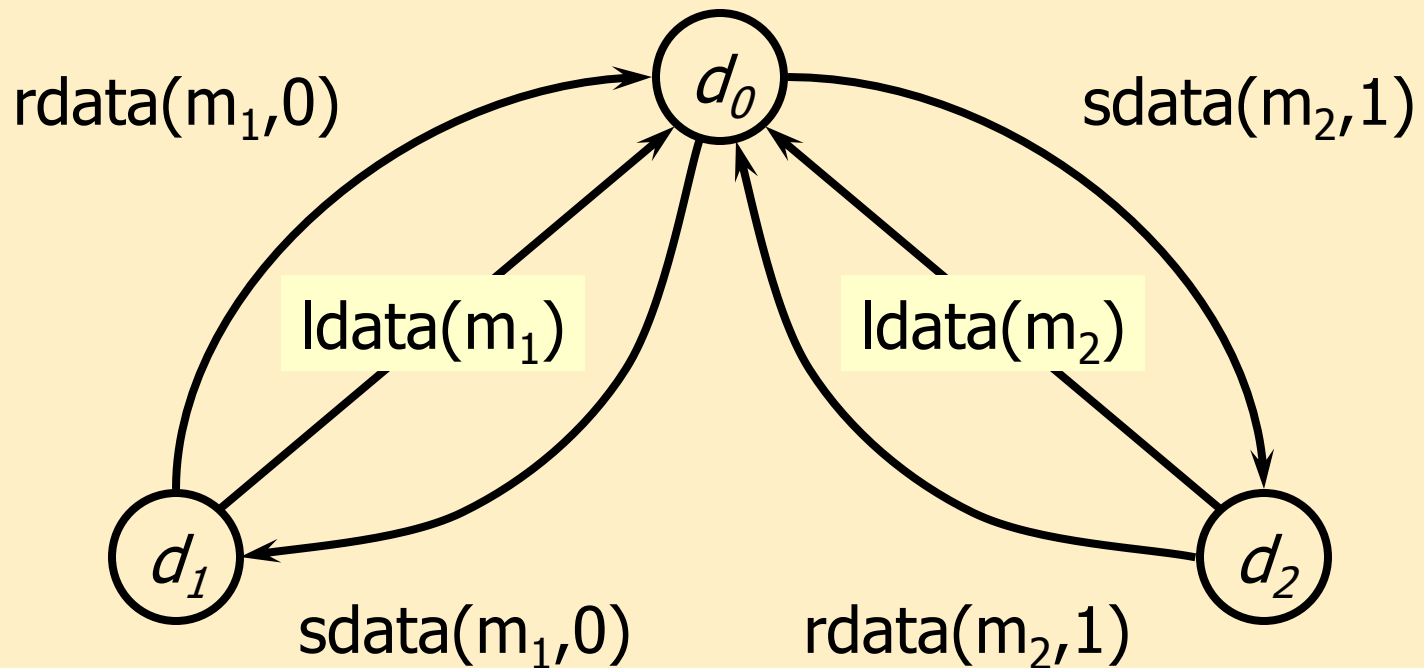 d₀
rdata(m₁,0)
sdata(m₂,1)
ldata(m₁)
ldata(m₂)
d₁
d₂
sdata(m₁,0)
rdata(m₂,1)